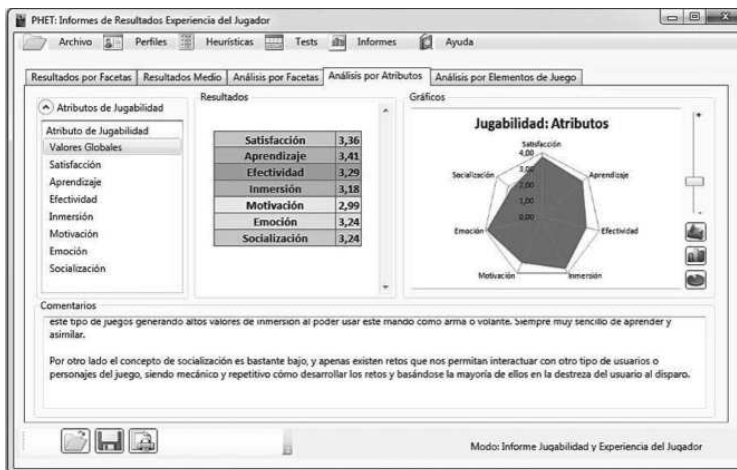 PHET: Informes de Resultados Experiencia del Jugador
Archivo Perfiles Heurísticas Tests Informes Ayuda
Resultados por Facetas Resultados Medio Análisis por Facetas Análisis por Atributos Análisis por Elementos de Juego
Atributos de Jugabilidad
Atributo de Jugabilidad
Valores Globales
Satisfacción
Aprendizaje
Efectividad
Inmersión
Motivación
Emoción
Socialización
Resultados
Satisfacción 3,36
Aprendizaje 3,41
Efectividad 3,29
Inmersión 3,18
Motivación 2,99
Emoción 3,24
Socialización 3,24
Gráficos
Jugabilidad: Atributos
Satisfacción
4,00
3,00
2,00
1,00
0,00
Aprendizaje
Efectividad
Inmersión
Motivación
Emoción
Socialización
Comentarios
este tipo de juegos generando altos valores de inmersión al poder usar este mando como arma o volante. Siempre muy sencillo de aprender y
asimilar.
Por otro lado el concepto de socialización es bastante bajo, y apenas existen retos que nos permitan interactuar con otro tipo de usuarios o
personajes del juego, siendo mecánico y repetitivo cómo desarrollar los retos y basándose la mayoría de ellos en la destreza del usuario al disparo.
Modo: Informe Jugabilidad y Experiencia del Jugador